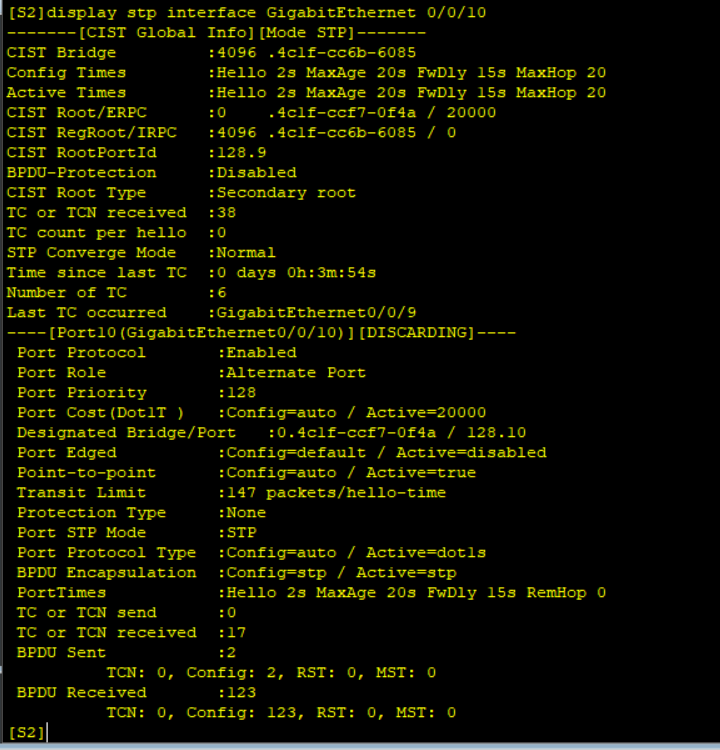 [S2]display stp interface GigabitEthernet 0/0/10
-------[CIST Global Info][Mode STP]-------
CIST Bridge         :4096 .4c1f-cc6b-6085
Config Times        :Hello 2s MaxAge 20s FwDly 15s MaxHop 20
Active Times        :Hello 2s MaxAge 20s FwDly 15s MaxHop 20
CIST Root/ERPC      :0    .4c1f-ccf7-0f4a / 20000
CIST RegRoot/IRPC   :4096 .4c1f-cc6b-6085 / 0
CIST RootPortId     :128.9
BPDU-Protection     :Disabled
CIST Root Type      :Secondary root
TC or TCN received  :38
TC count per hello  :0
STP Converge Mode   :Normal
Time since last TC  :0 days 0h:3m:54s
Number of TC        :6
Last TC occurred    :GigabitEthernet0/0/9
----[Port10(GigabitEthernet0/0/10)][DISCARDING]----
 Port Protocol       :Enabled
 Port Role           :Alternate Port
 Port Priority       :128
 Port Cost(Dot1T )   :Config=auto / Active=20000
 Designated Bridge/Port   :0.4c1f-ccf7-0f4a / 128.10
 Port Edged          :Config=default / Active=disabled
 Point-to-point      :Config=auto / Active=true
 Transit Limit       :147 packets/hello-time
 Protection Type     :None
 Port STP Mode       :STP
 Port Protocol Type  :Config=auto / Active=dot1s
 BPDU Encapsulation  :Config=stp / Active=stp
 PortTimes           :Hello 2s MaxAge 20s FwDly 15s RemHop 0
 TC or TCN send      :0
 TC or TCN received  :17
 BPDU Sent           :2
          TCN: 0, Config: 2, RST: 0, MST: 0
 BPDU Received       :123
          TCN: 0, Config: 123, RST: 0, MST: 0
[S2]